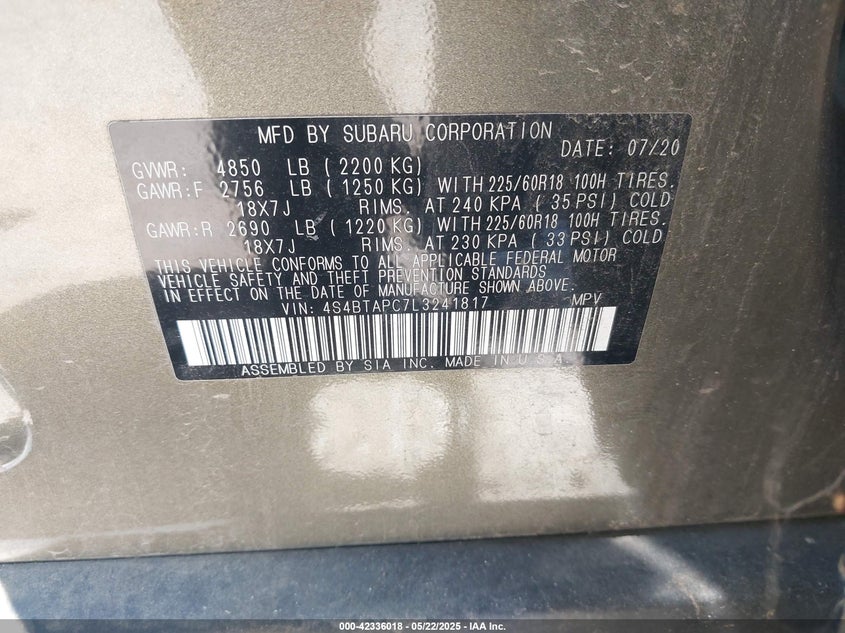 MFD BY SUBARU CORPORATION
DATE: 07/20
GVWR: 4850 LB ( 2200 KG)
GAWR:F 2756 LB ( 1250 KG) WITH 225/60R18 100H TIRES.
18X7J RIMS. AT 240 KPA ( 35 PSI) COLD
GAWR:R 2690 LB ( 1220 KG) WITH 225/60R18 100H TIRES.
18X7J RIMS. AT 230 KPA ( 33 PSI) COLD
THIS VEHICLE CONFORMS TO ALL APPLICABLE FEDERAL MOTOR
VEHICLE SAFETY AND THEFT PREVENTION STANDARDS
IN EFFECT ON THE DATE OF MANUFACTURE SHOWN ABOVE.
VIN: 4S4BTAPC7L3241817 MPV
ASSEMBLED BY SIA INC. MADE IN U.S.A.
000-42336018 - 05/22/2025 - IAA Inc.